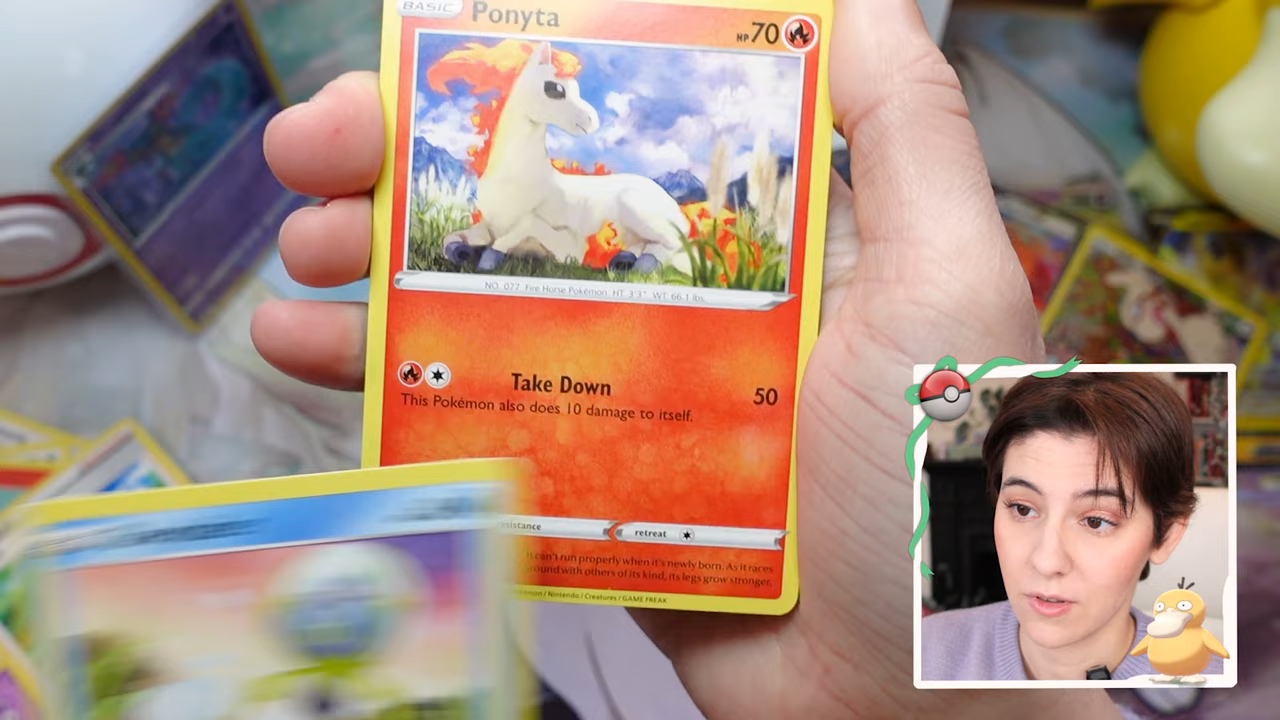 BASIC Ponyta HP 70
NO. 077 Fire Horse Pokémon HT: 3'3" WT: 66.1 lbs.
Take Down 50
This Pokémon also does 10 damage to itself.
resistance retreat
It can't run properly when it's newly born. As it races
around with others of its kind, its legs grow stronger.
Pokémon / Nintendo / Creatures / GAME FREAK